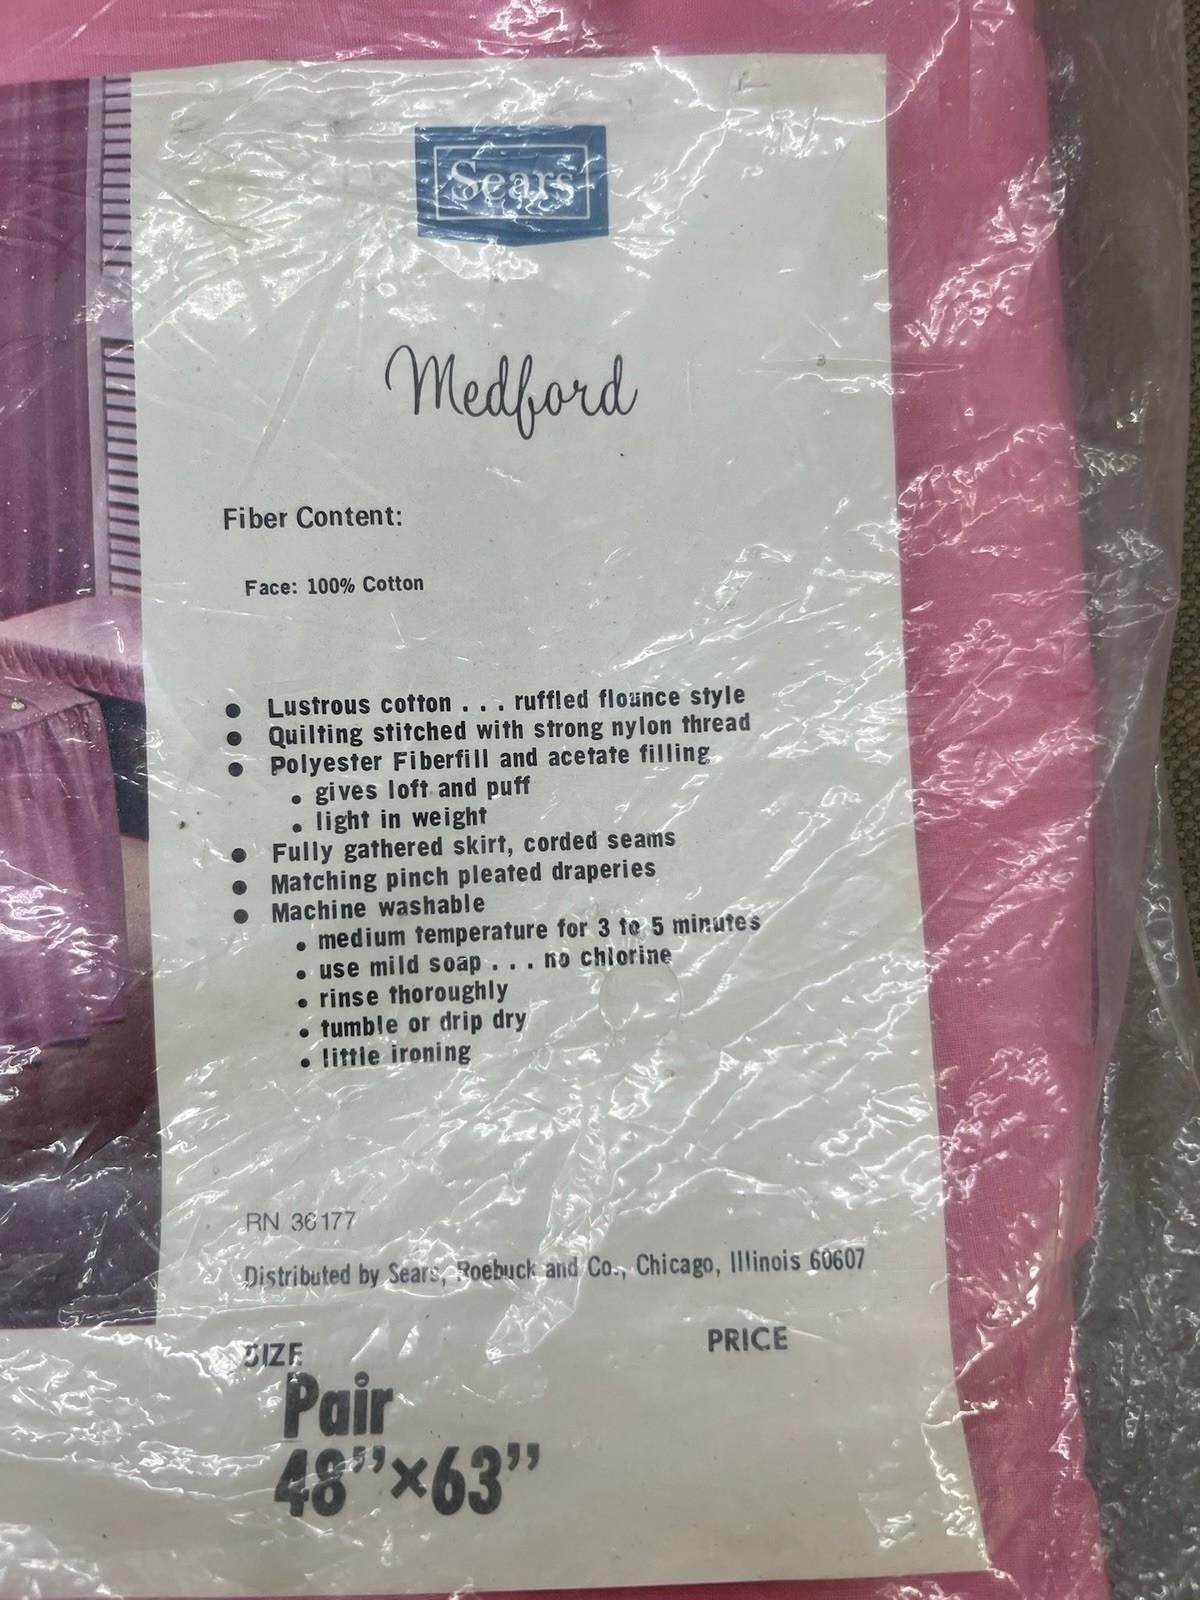 Sears
Medford
Fiber Content:
Face: 100% Cotton
● Lustrous cotton . . . ruffled flounce style
● Quilting stitched with strong nylon thread
● Polyester Fiberfill and acetate filling
• gives loft and puff
• light in weight
● Fully gathered skirt, corded seams
● Matching pinch pleated draperies
● Machine washable
• medium temperature for 3 to 5 minutes
• use mild soap . . . no chlorine
• rinse thoroughly
• tumble or drip dry
• little ironing
RN 36177
Distributed by Sears, Roebuck and Co., Chicago, Illinois 60607
SIZE
PRICE
Pair
48”×63”